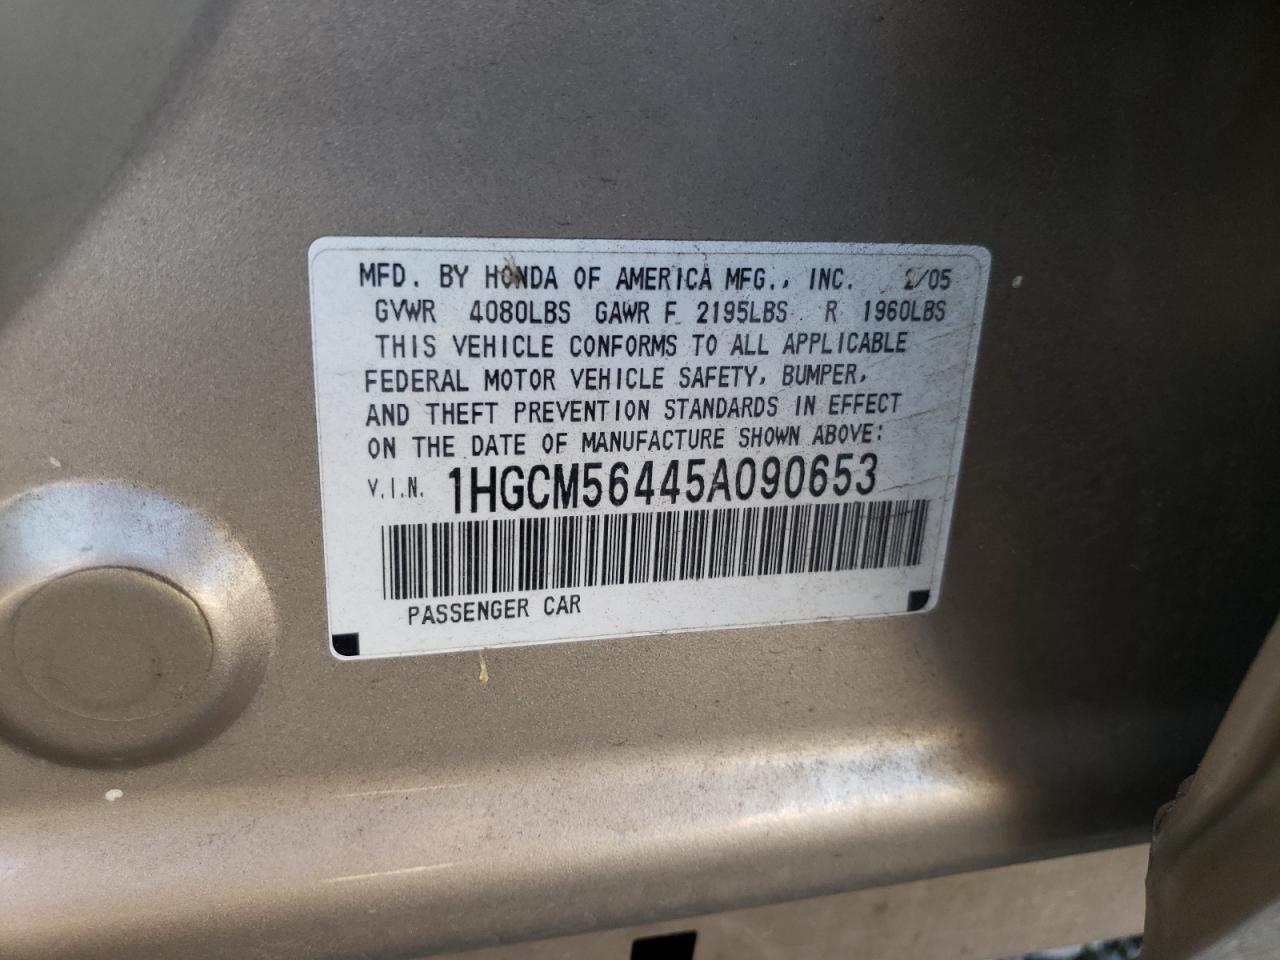 MFD. BY HONDA OF AMERICA MFG., INC. 2/05
GVWR 4080LBS GAWR F 2195LBS R 1960LBS
THIS VEHICLE CONFORMS TO ALL APPLICABLE
FEDERAL MOTOR VEHICLE SAFETY, BUMPER,
AND THEFT PREVENTION STANDARDS IN EFFECT
ON THE DATE OF MANUFACTURE SHOWN ABOVE:
V.I.N. 1HGCM56445A090653
PASSENGER CAR